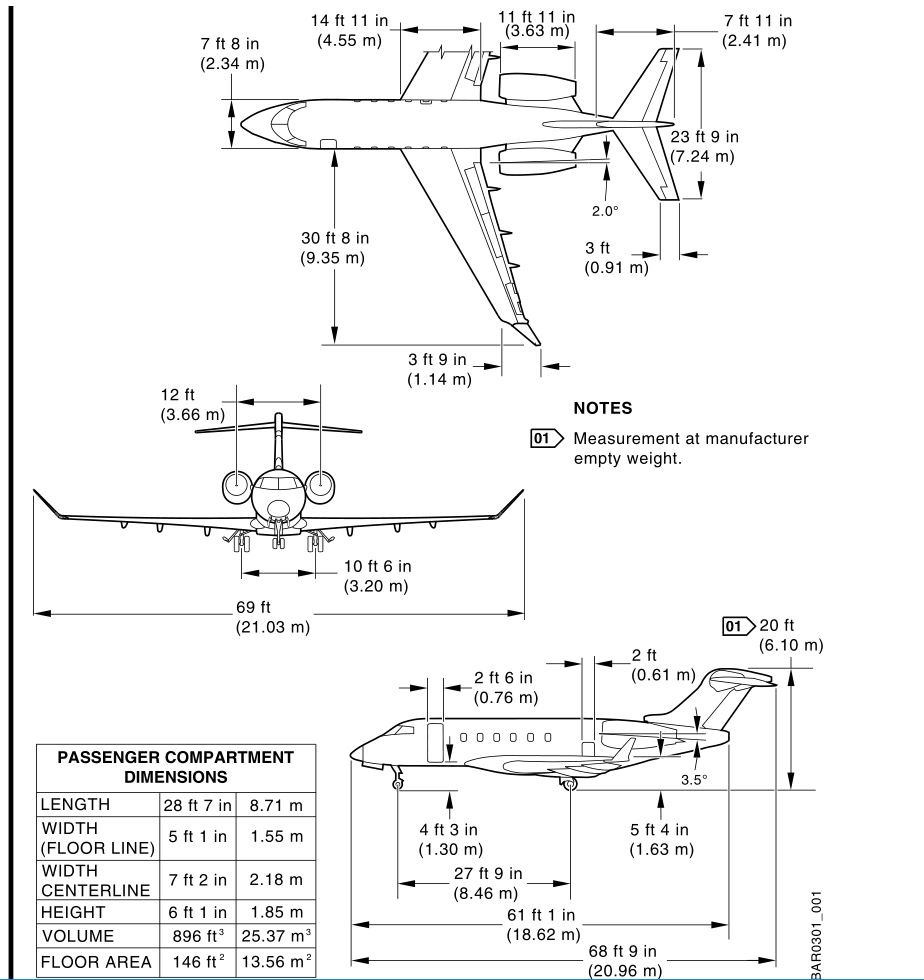 14 ft 11 in
(4.55 m)
11 ft 11 in
(3.63 m)
7 ft 11 in
(2.41 m)
7 ft 8 in
(2.34 m)
23 ft 9 in
(7.24 m)
2.0°
30 ft 8 in
(9.35 m)
3 ft
(0.91 m)
3 ft 9 in
(1.14 m)
12 ft
(3.66 m)
NOTES
01 Measurement at manufacturer
empty weight.
10 ft 6 in
(3.20 m)
69 ft
(21.03 m)
01 20 ft
(6.10 m)
2 ft
(0.61 m)
2 ft 6 in
(0.76 m)
3.5°
4 ft 3 in
(1.30 m)
5 ft 4 in
(1.63 m)
27 ft 9 in
(8.46 m)
61 ft 1 in
(18.62 m)
68 ft 9 in
(20.96 m)
PASSENGER COMPARTMENT
DIMENSIONS
LENGTH 28 ft 7 in 8.71 m
WIDTH
(FLOOR LINE) 5 ft 1 in 1.55 m
WIDTH
CENTERLINE 7 ft 2 in 2.18 m
HEIGHT 6 ft 1 in 1.85 m
VOLUME 896 ft³ 25.37 m³
FLOOR AREA 146 ft² 13.56 m²
BAR0301_001